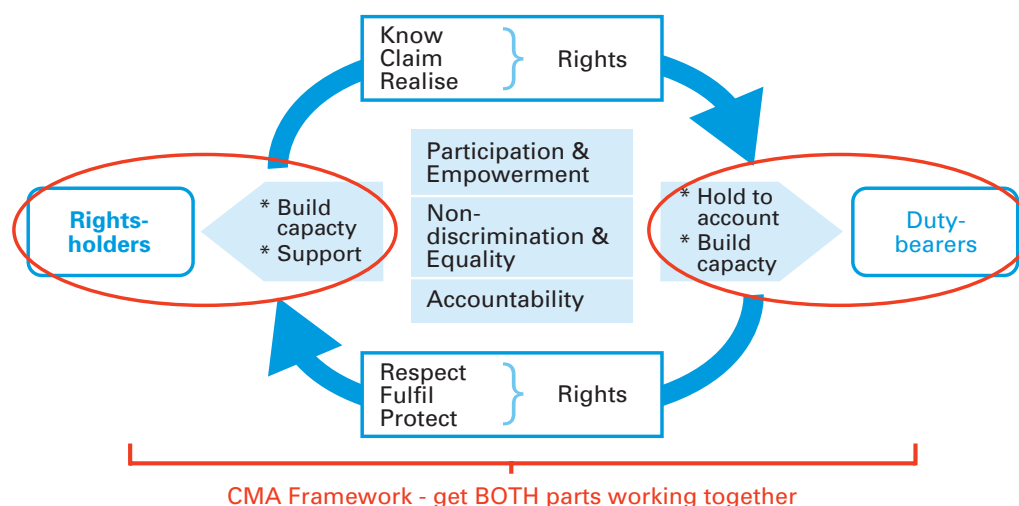 Know
Claim
Realise
Rights
Participation &
Empowerment
Non-
discrimination &
Equality
Accountability
Rights-
holders
* Build
capacity
* Support
* Hold to
account
* Build
capacity
Duty-
bearers
Respect
Fulfil
Protect
Rights
CMA Framework - get BOTH parts working together